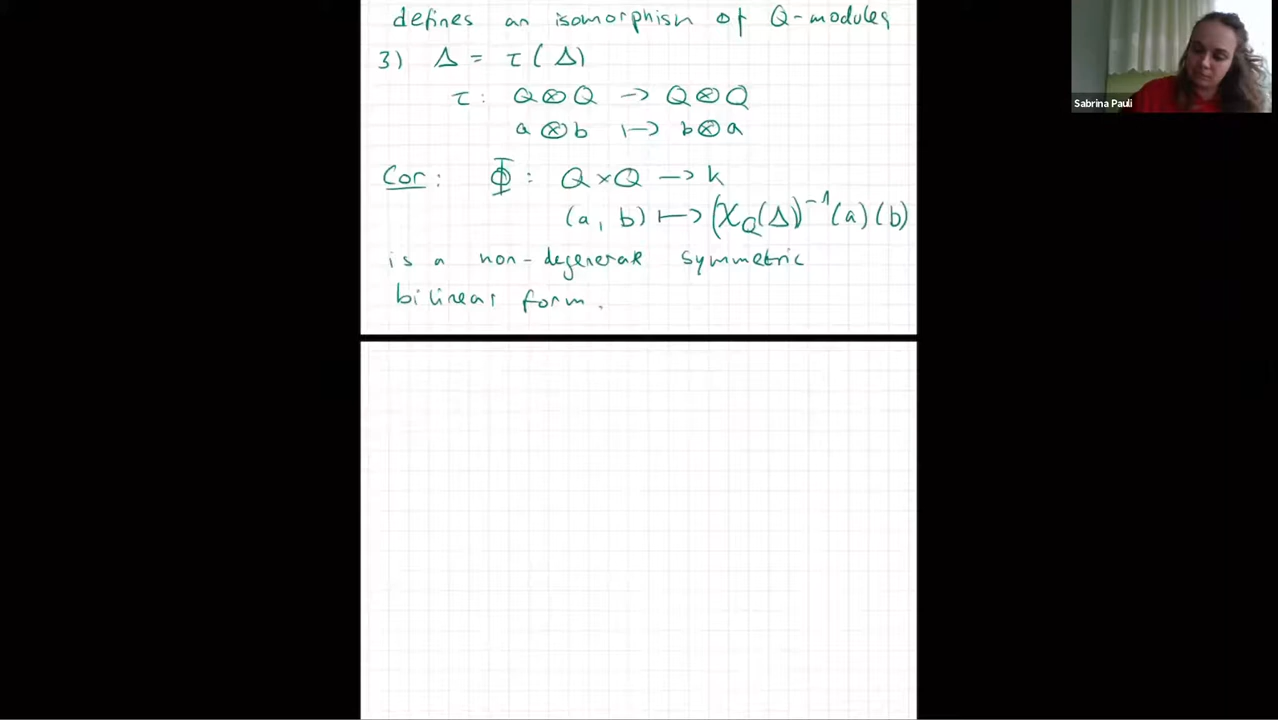 defines an isomorphism of Q-modules
3) Δ = τ(Δ)
τ: Q⊗Q → Q⊗Q
a⊗b ↦ b⊗a
Cor: Φ: Q×Q → k
(a, b) ↦ (χ_Q(Δ))^{-1}(a)(b)
is a non-degenerate symmetric
bilinear form.
Sabrina Pauli